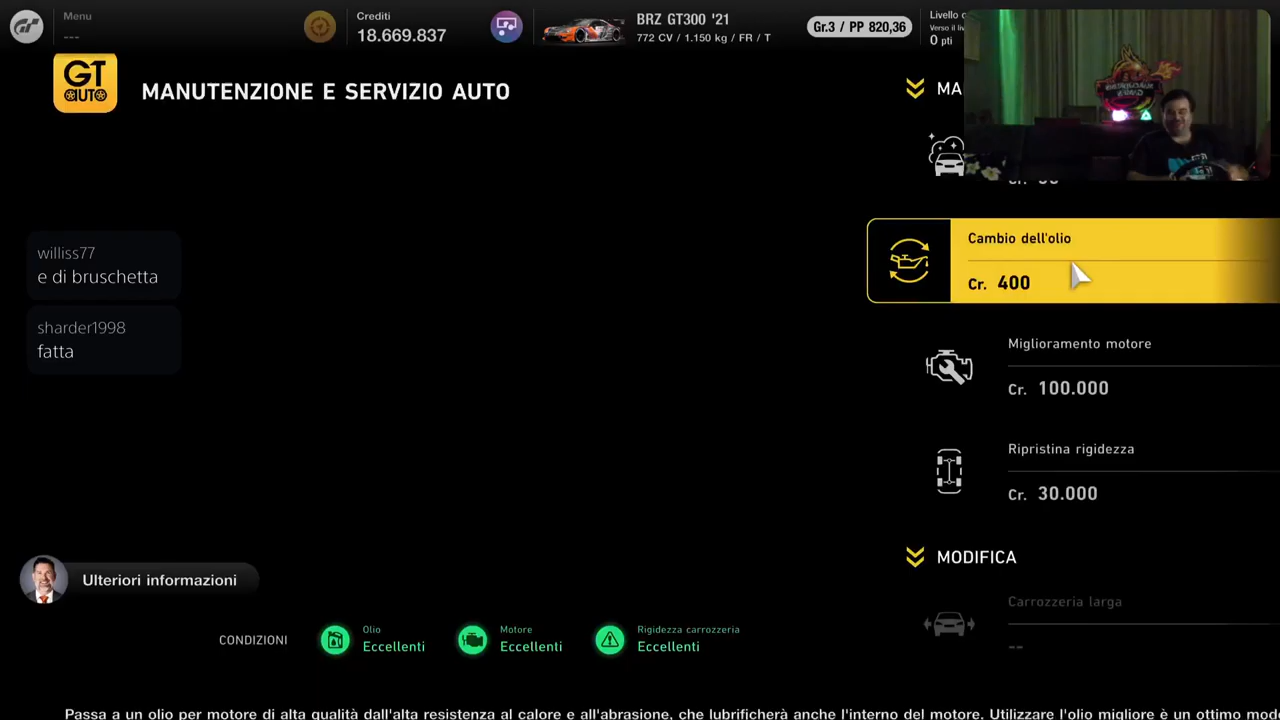 Menu
---
Crediti
18.669.837
BRZ GT300 '21
772 CV / 1.150 kg / FR / T
Gr.3 / PP 820,36
Livello
Verso il liv
0 pti
GT
AUTO
MANUTENZIONE E SERVIZIO AUTO
MA
Cambio dell'olio
Cr. 400
williss77
e di bruschetta
sharder1998
fatta
Miglioramento motore
Cr. 100.000
Ripristina rigidezza
Cr. 30.000
MODIFICA
Carrozzeria larga
--
Ulteriori informazioni
CONDIZIONI
Olio
Eccellenti
Motore
Eccellenti
Rigidezza carrozzeria
Eccellenti
Passa a un olio per motore di alta qualità dall'alta resistenza al calore e all'abrasione, che lubrificherà anche l'interno del motore. Utilizzare l'olio migliore è un ottimo mod